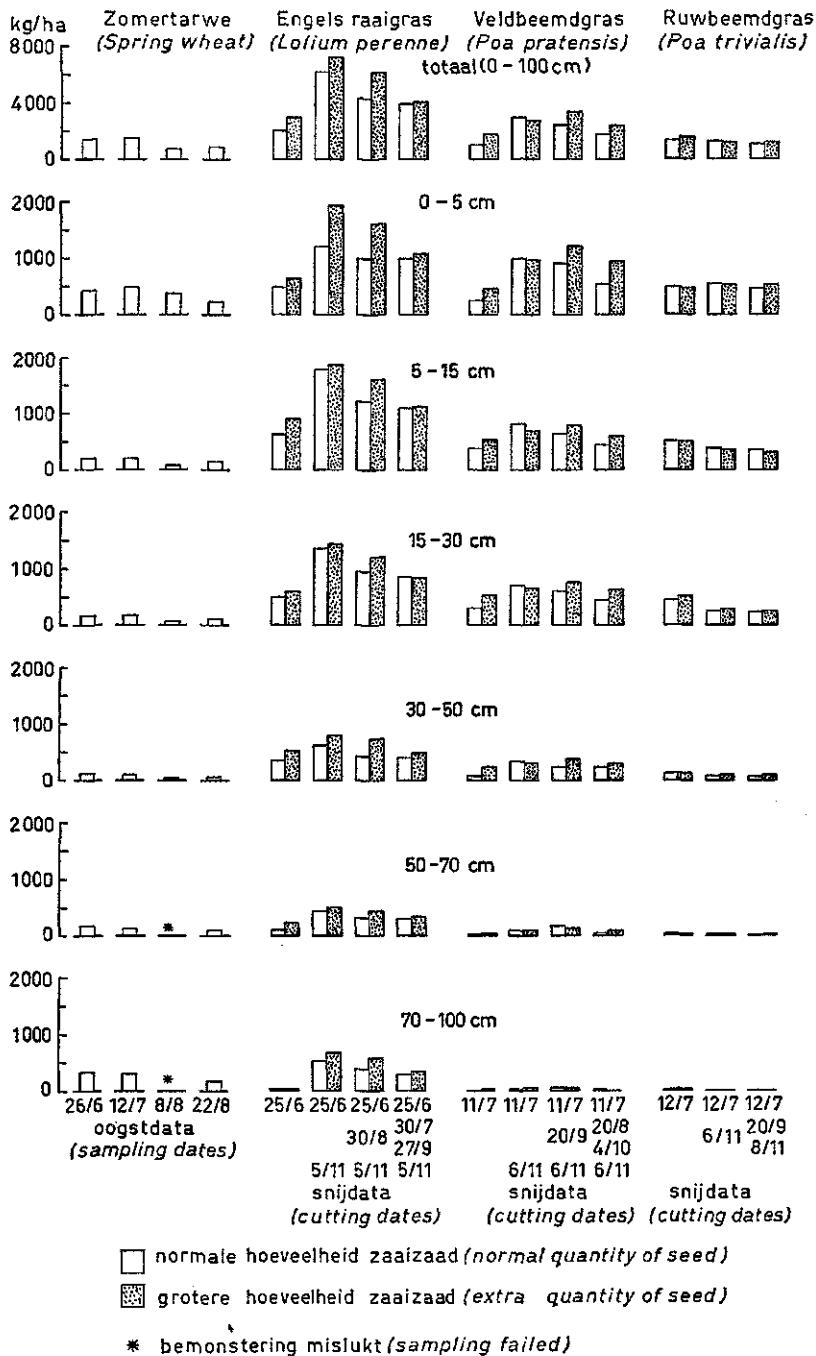 kg/ha Zomertarwe Engels raaigras Veldbeemdgras Ruwbeemdgras
(Spring wheat) (Lolium perenne) (Poa pratensis) (Poa trivialis)
8000 totaal (0-100cm)
4000
0
0-5 cm
2000
1000
0
5-15 cm
2000
1000
0
15-30 cm
2000
1000
0
30-50 cm
2000
1000
0
50-70 cm
2000
1000
*
0
70-100 cm
2000
1000
*
0
26/6 12/7 8/8 22/8 25/6 25/6 25/6 25/6 11/7 11/7 11/7 11/7 12/7 12/7 12/7
oogstdata 30/8 30/7 20/9 20/8 6/11 20/9
(sampling dates) 27/9 4/10 8/11
5/11 5/11 5/11 6/11 6/11 6/11
snijdata snijdata snijdata
(cutting dates) (cutting dates) (cutting dates)
normale hoeveelheid zaaizaad (normal quantity of seed)
grotere hoeveelheid zaaizaad (extra quantity of seed)
* bemonstering mislukt (sampling failed)